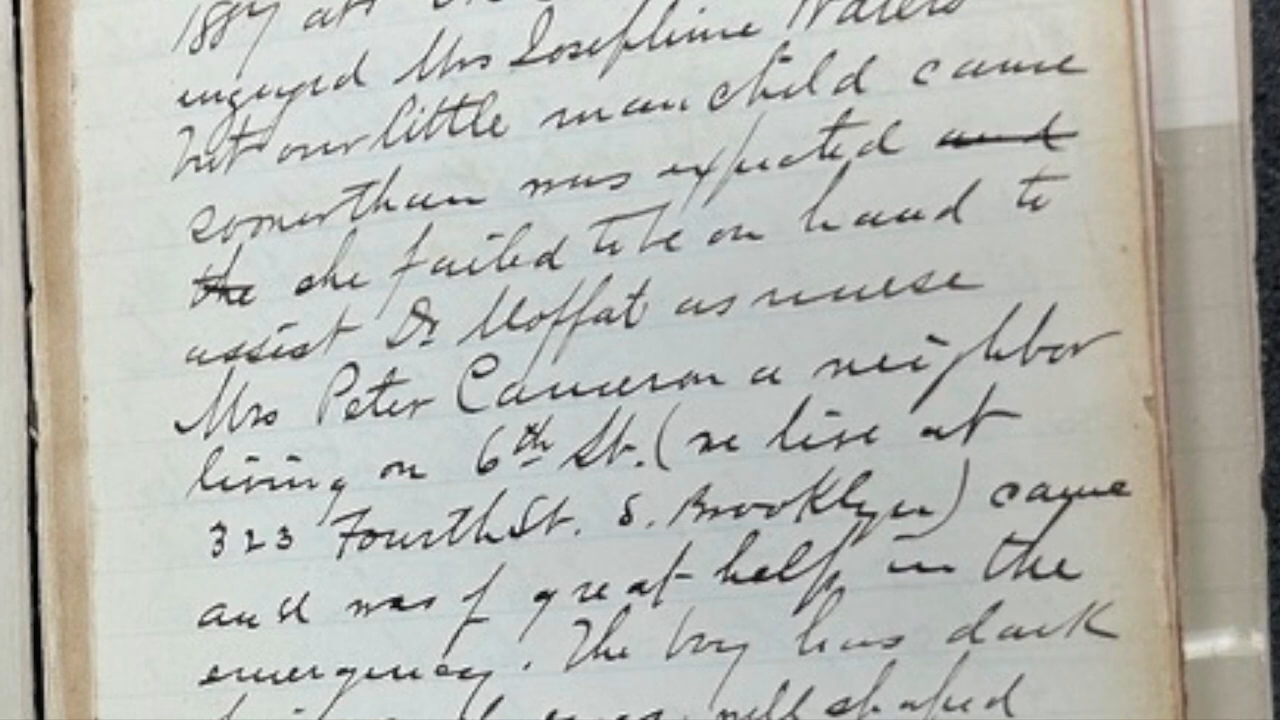 1887 at
engaged Mrs Josephine Waters
but our little man child came
sooner than was expected and
the she failed to be on hand to
assist Dr Moffat as nurse
Mrs Peter Cameron a neighbor
living on 6th St. (we live at
323 Fourth St. S. Brooklyn) came
and was of great help in the
emergency. The boy has dark
well shaped